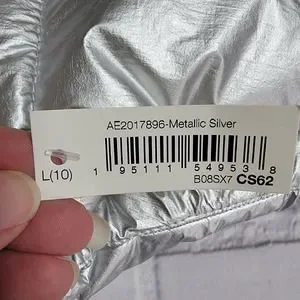 AE2017896-Metallic Silver
L(10)
1 95111 54953 8
B08SX7 CS62